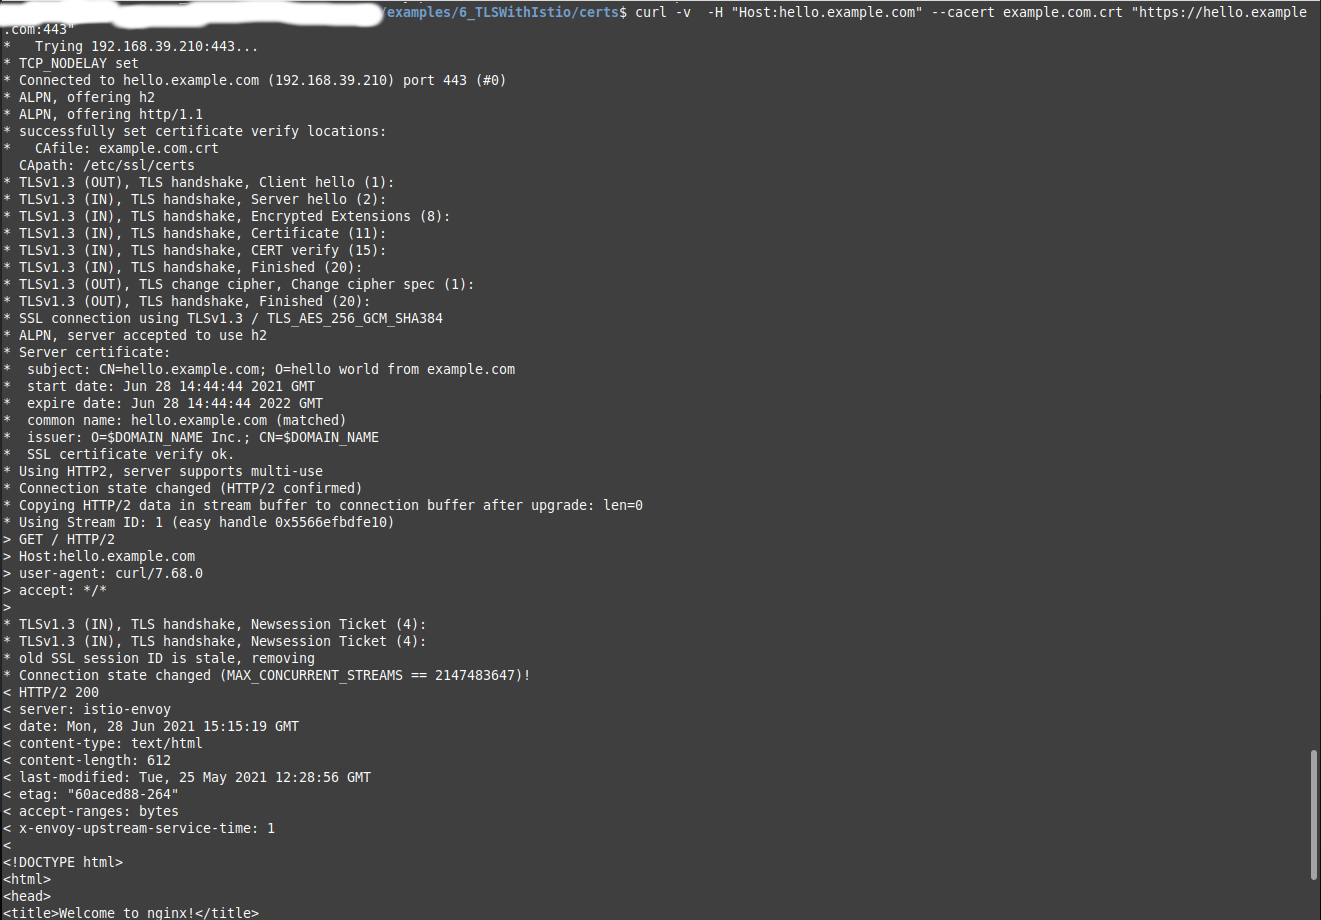 /examples/6_TLSWithIstio/certs$ curl -v  -H "Host:hello.example.com" --cacert example.com.crt "https://hello.example
.com:443"
*   Trying 192.168.39.210:443...
* TCP_NODELAY set
* Connected to hello.example.com (192.168.39.210) port 443 (#0)
* ALPN, offering h2
* ALPN, offering http/1.1
* successfully set certificate verify locations:
*   CAfile: example.com.crt
  CApath: /etc/ssl/certs
* TLSv1.3 (OUT), TLS handshake, Client hello (1):
* TLSv1.3 (IN), TLS handshake, Server hello (2):
* TLSv1.3 (IN), TLS handshake, Encrypted Extensions (8):
* TLSv1.3 (IN), TLS handshake, Certificate (11):
* TLSv1.3 (IN), TLS handshake, CERT verify (15):
* TLSv1.3 (IN), TLS handshake, Finished (20):
* TLSv1.3 (OUT), TLS change cipher, Change cipher spec (1):
* TLSv1.3 (OUT), TLS handshake, Finished (20):
* SSL connection using TLSv1.3 / TLS_AES_256_GCM_SHA384
* ALPN, server accepted to use h2
* Server certificate:
*  subject: CN=hello.example.com; O=hello world from example.com
*  start date: Jun 28 14:44:44 2021 GMT
*  expire date: Jun 28 14:44:44 2022 GMT
*  common name: hello.example.com (matched)
*  issuer: O=$DOMAIN_NAME Inc.; CN=$DOMAIN_NAME
*  SSL certificate verify ok.
* Using HTTP2, server supports multi-use
* Connection state changed (HTTP/2 confirmed)
* Copying HTTP/2 data in stream buffer to connection buffer after upgrade: len=0
* Using Stream ID: 1 (easy handle 0x5566efbdfe10)
> GET / HTTP/2
> Host:hello.example.com
> user-agent: curl/7.68.0
> accept: */*
>
* TLSv1.3 (IN), TLS handshake, Newsession Ticket (4):
* TLSv1.3 (IN), TLS handshake, Newsession Ticket (4):
* old SSL session ID is stale, removing
* Connection state changed (MAX_CONCURRENT_STREAMS == 2147483647)!
< HTTP/2 200
< server: istio-envoy
< date: Mon, 28 Jun 2021 15:15:19 GMT
< content-type: text/html
< content-length: 612
< last-modified: Tue, 25 May 2021 12:28:56 GMT
< etag: "60aced88-264"
< accept-ranges: bytes
< x-envoy-upstream-service-time: 1
<
<!DOCTYPE html>
<html>
<head>
<title>Welcome to nginx!</title>